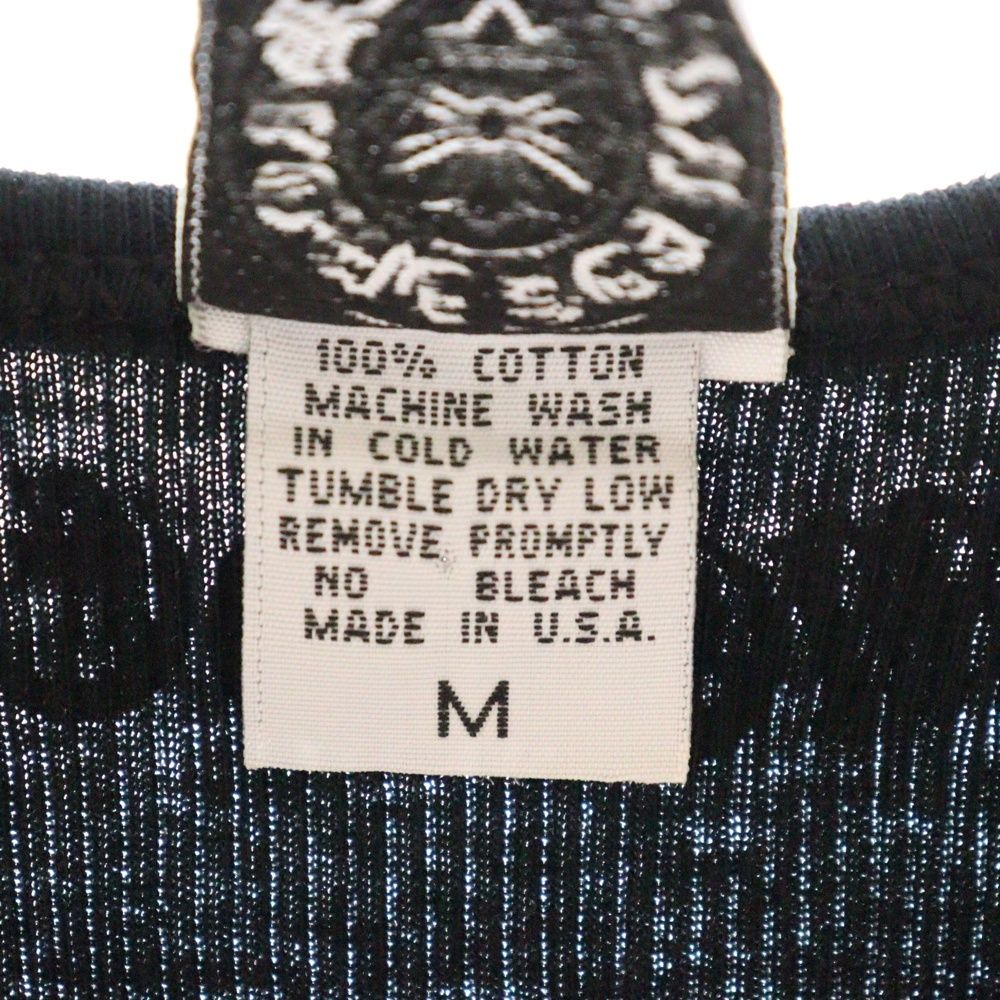 100% COTTON
MACHINE WASH
IN COLD WATER
TUMBLE DRY LOW
REMOVE PROMPTLY
NO BLEACH
MADE IN U.S.A.
M